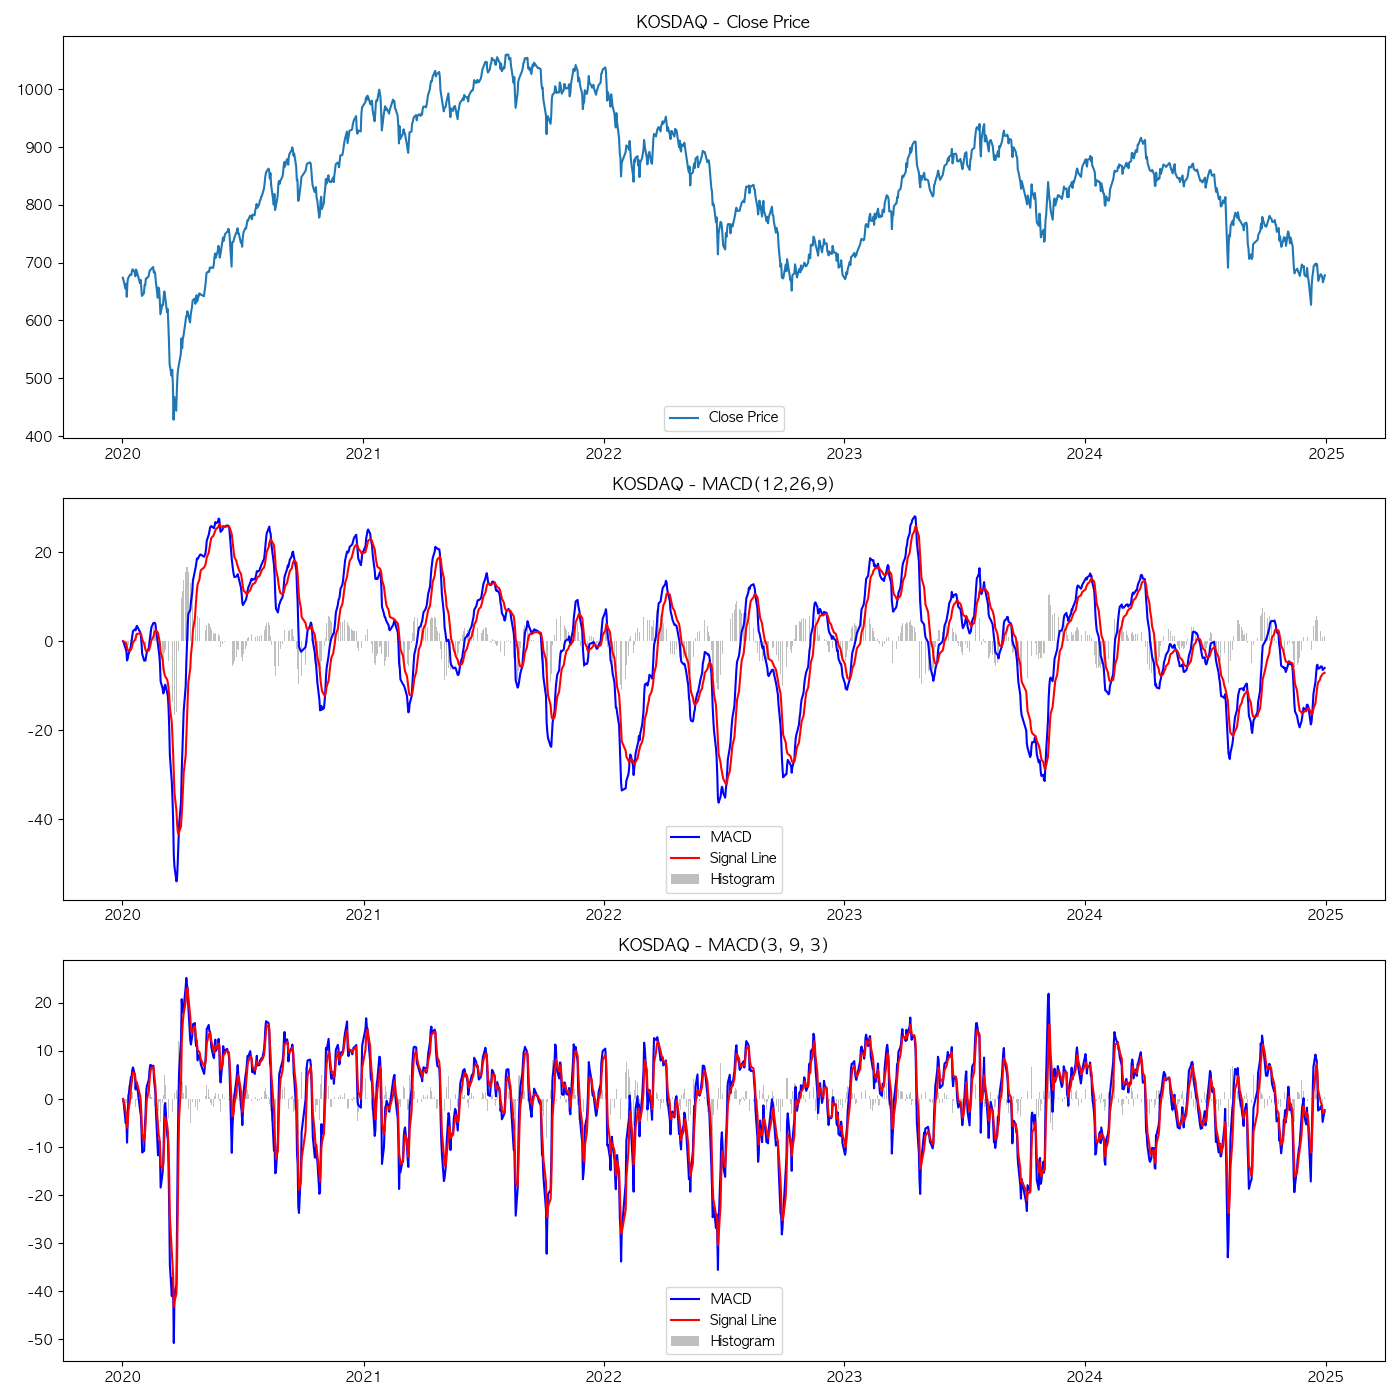 KOSDAQ - Close Price
1000
900
800
700
600
500
400
Close Price
2020 2021 2022 2023 2024 2025
KOSDAQ - MACD(12,26,9)
20
0
-20
-40
MACD
Signal Line
Histogram
2020 2021 2022 2023 2024 2025
KOSDAQ - MACD(3, 9, 3)
20
10
0
-10
-20
-30
-40
-50
MACD
Signal Line
Histogram
2020 2021 2022 2023 2024 2025